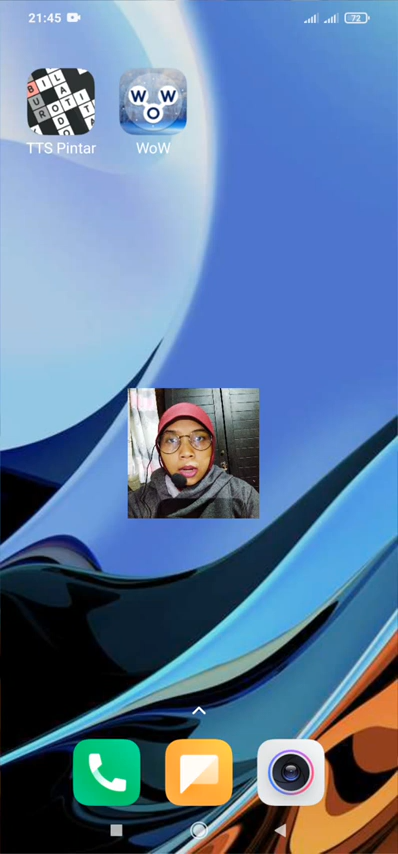 21:45
72
B I L
U A
R O T I
D T
O A
TTS Pintar
W W
O
WoW